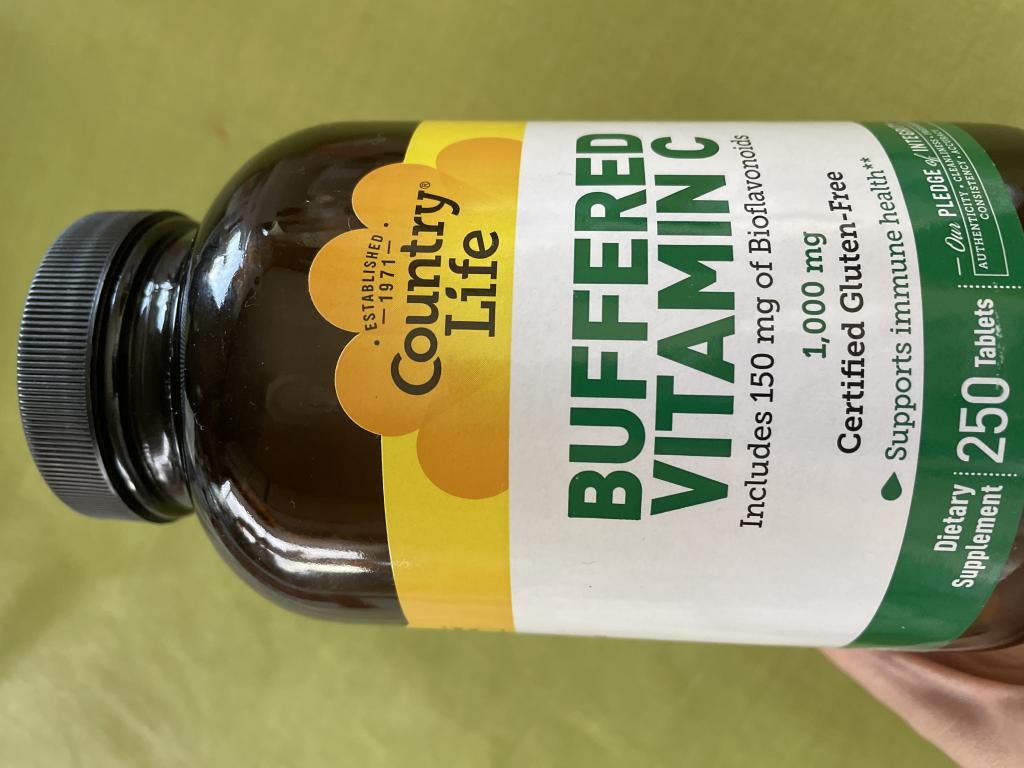 • ESTABLISHED •
— 1971 —
Country®
Life
BUFFERED
VITAMIN C
Includes 150 mg of Bioflavonoids
1,000 mg
Certified Gluten-Free
Supports immune health**
Dietary
Supplement
250 Tablets
Our PLEDGE of
AUTHENTICITY • CLEANLINESS •
CONSISTENCY •